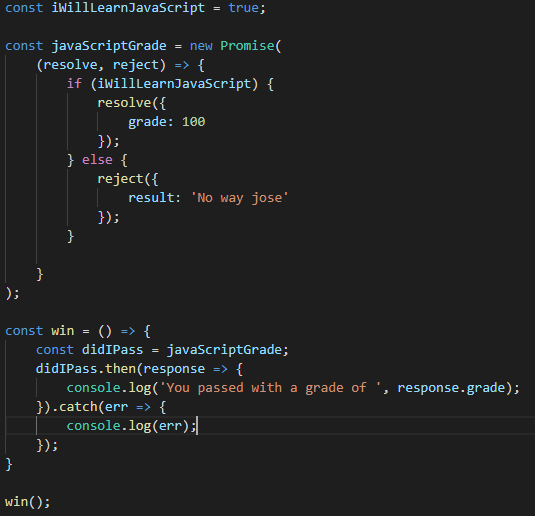 const iWillLearnJavaScript = true;

const javaScriptGrade = new Promise(
    (resolve, reject) => {
        if (iWillLearnJavaScript) {
            resolve({
                grade: 100
            });
        } else {
            reject({
                result: 'No way jose'
            });
        }

    }
);

const win = () => {
    const didIPass = javaScriptGrade;
    didIPass.then(response => {
        console.log('You passed with a grade of ', response.grade);
    }).catch(err => {
        console.log(err);
    });
}

win();